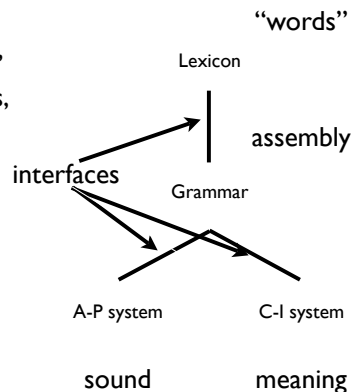 “words”
Lexicon
,
s,
assembly
interfaces
Grammar
A-P system
C-I system
sound
meaning